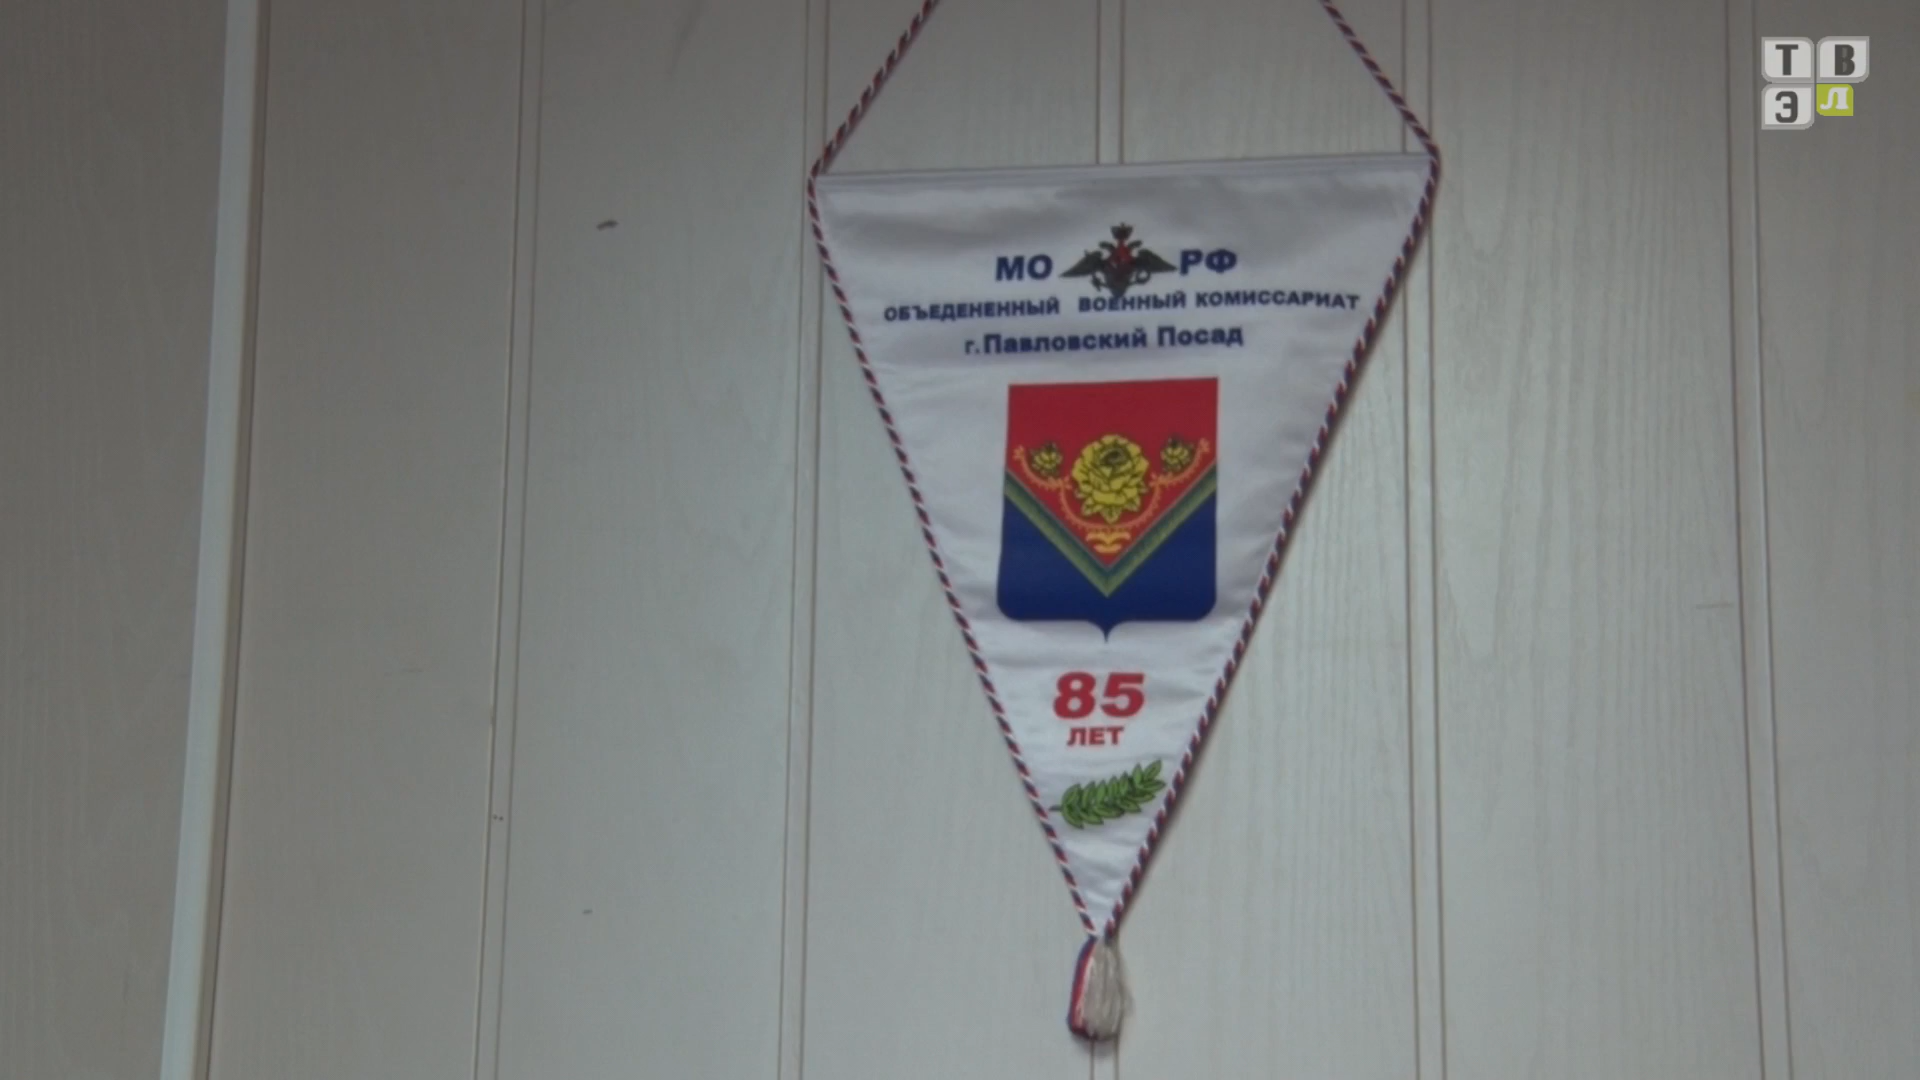 ТВ
ЭЛ
МО РФ
ОБЪЕДЕНЕННЫЙ ВОЕННЫЙ КОМИССАРИАТ
г.Павловский Посад
85
ЛЕТ